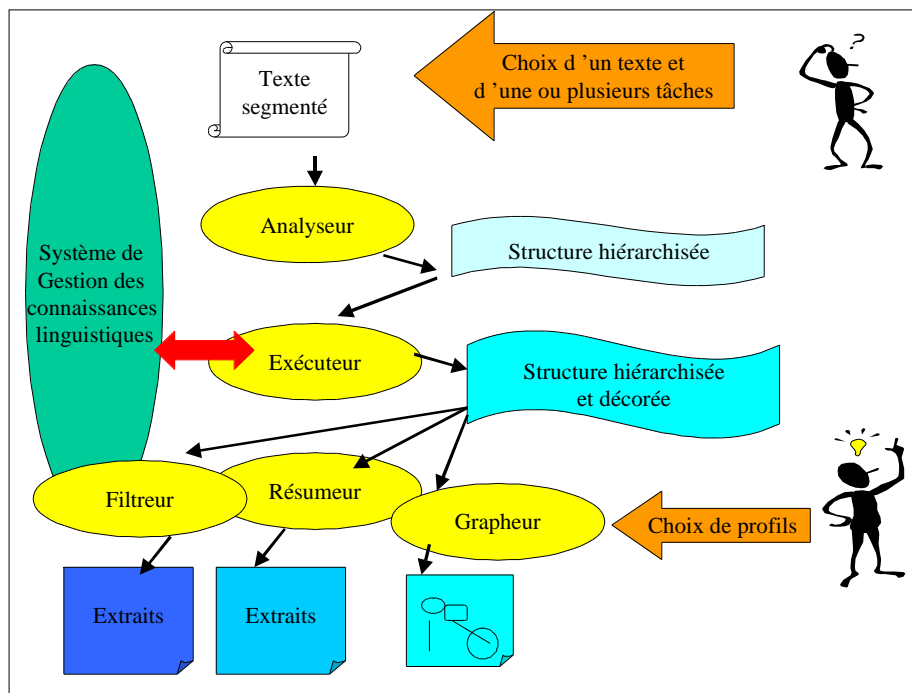 Texte
segmenté
Choix d ’un texte et
d ’une ou plusieurs tâches
?
Analyseur
Structure hiérarchisée
Système de
Gestion des
connaissances
linguistiques
Exécuteur
Structure hiérarchisée
et décorée
Filtreur
Résumeur
Grapheur
Choix de profils
Extraits
Extraits